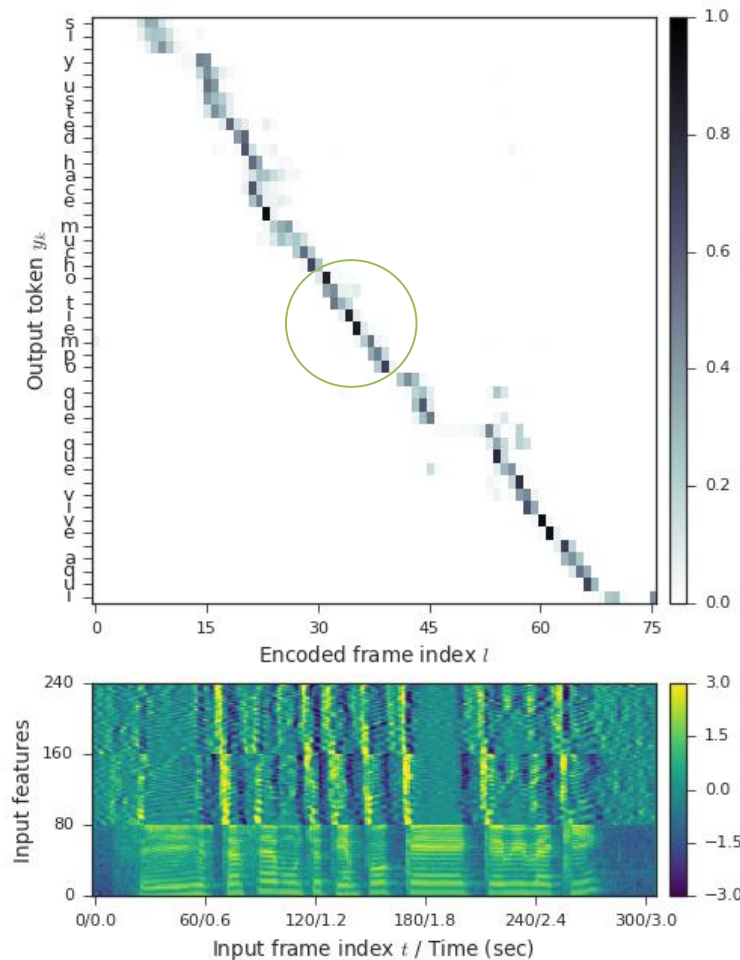 s
i
y
u
s
t
e
d
h
a
c
e
m
u
c
h
o
t
i
e
m
p
o
q
u
e
q
u
e
v
i
v
e
a
q
u
i
Output token yₖ
0 15 30 45 60 75
Encoded frame index l
1.0
0.8
0.6
0.4
0.2
0.0
240
160
80
0
Input features
0/0.0 60/0.6 120/1.2 180/1.8 240/2.4 300/3.0
Input frame index t / Time (sec)
3.0
1.5
0.0
−1.5
−3.0